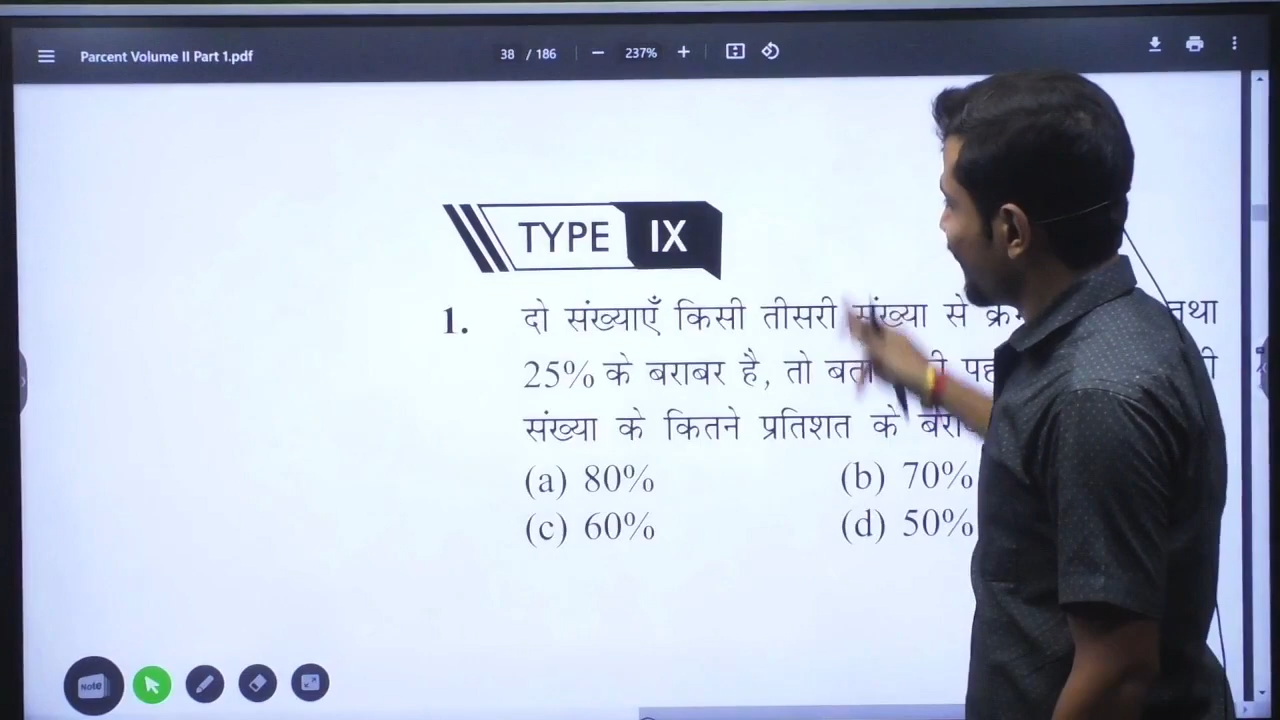 Parcent Volume II Part 1.pdf
38 / 186
237%
TYPE IX
1. दो संख्याएँ किसी तीसरी संख्या से तथा
25% के बराबर है, तो
संख्या के कितने प्रतिशत के
(a) 80% (b) 70%
(c) 60% (d) 50%
Note